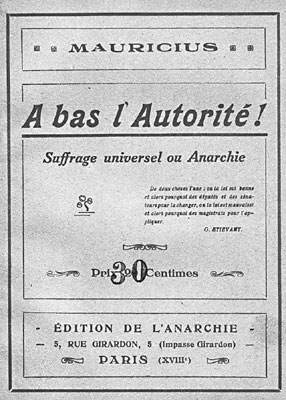 MAURICIUS
A bas l'Autorité !
Suffrage universel ou Anarchie
De deux choses l'une : ou la loi est bonne
et alors pourquoi des députés et des séna-
teurs pour la changer, ou la loi est mauvaise
et alors pourquoi des magistrats pour l'ap-
pliquer.
G. ETIEVANT.
Prix 30 Centimes
ÉDITION DE L'ANARCHIE
5, RUE GIRARDON, 5 (Impasse Girardon)
PARIS (XVIIIe)